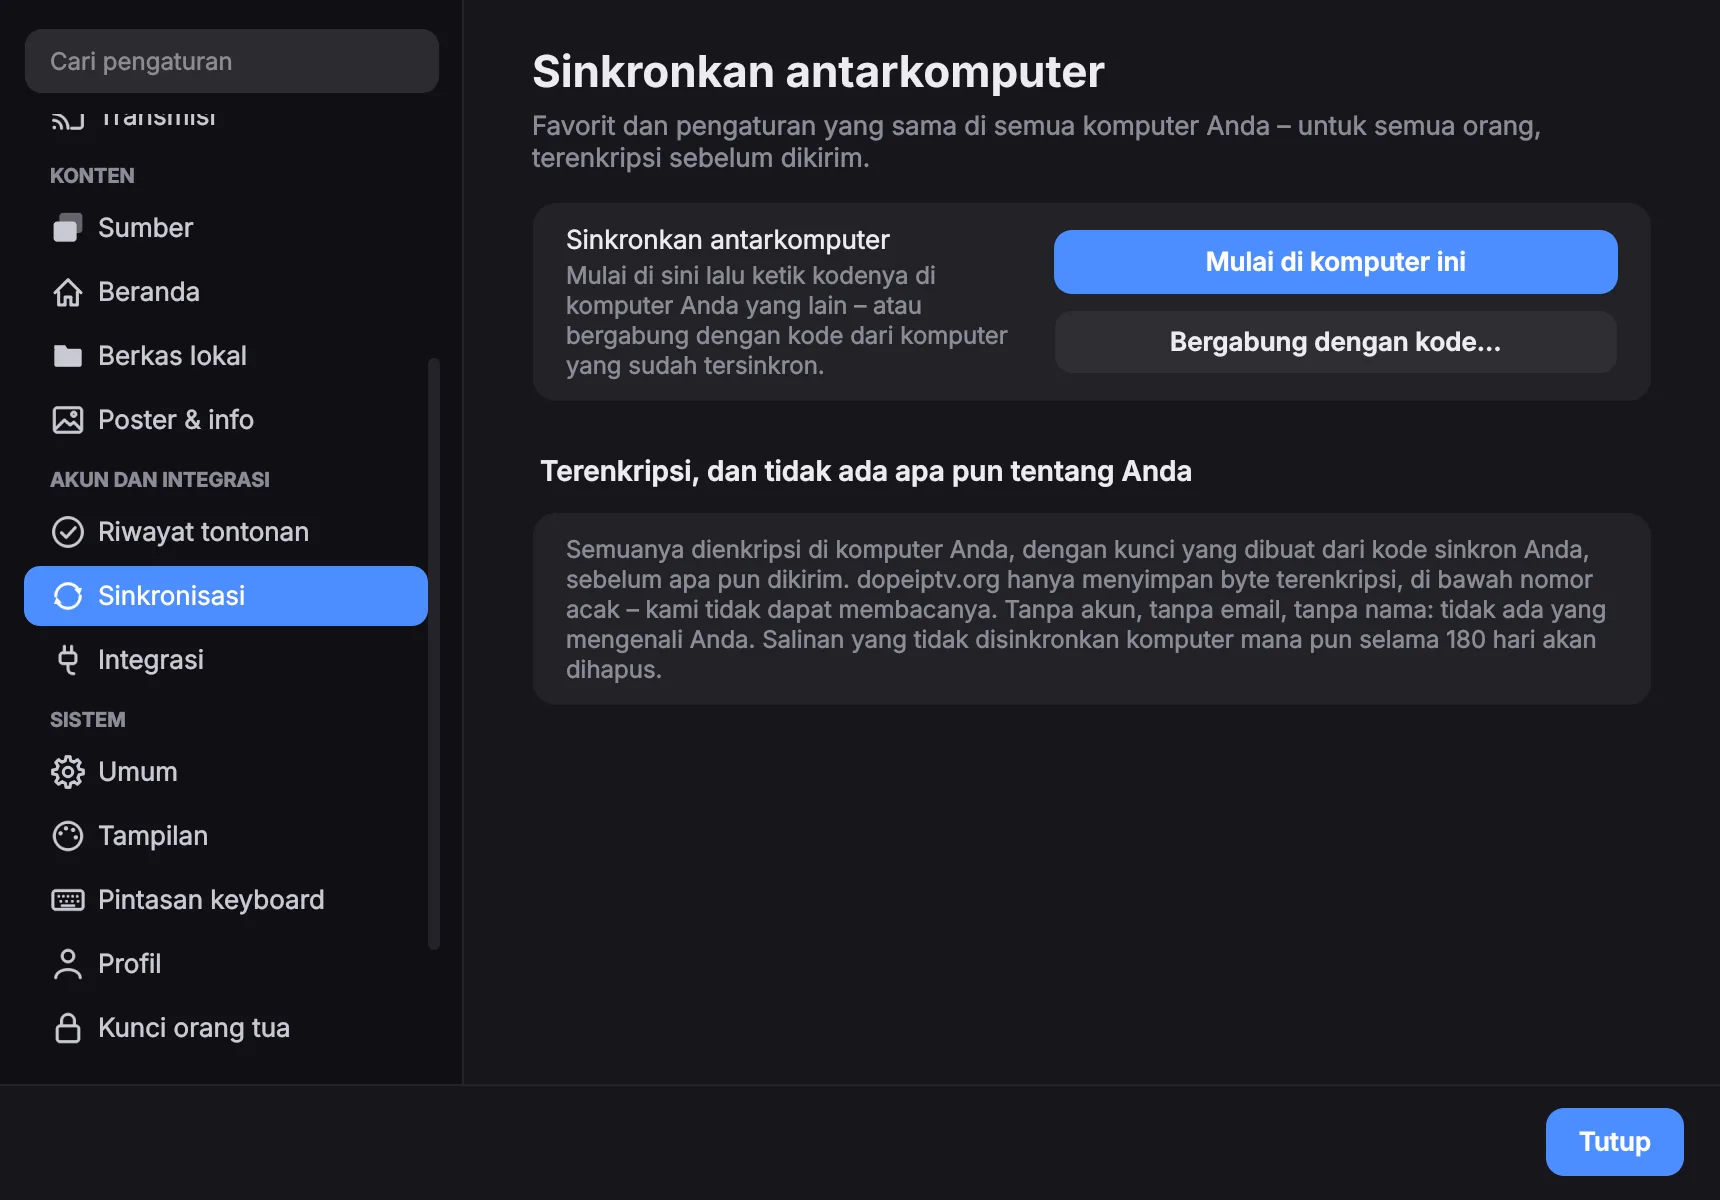 Cari pengaturan
Transmisi
KONTEN
Sumber
Beranda
Berkas lokal
Poster & info
AKUN DAN INTEGRASI
Riwayat tontonan
Sinkronisasi
Integrasi
SISTEM
Umum
Tampilan
Pintasan keyboard
Profil
Kunci orang tua
Sinkronkan antarkomputer
Favorit dan pengaturan yang sama di semua komputer Anda – untuk semua orang,
terenkripsi sebelum dikirim.
Sinkronkan antarkomputer
Mulai di sini lalu ketik kodenya di
komputer Anda yang lain – atau
bergabung dengan kode dari komputer
yang sudah tersinkron.
Mulai di komputer ini
Bergabung dengan kode...
Terenkripsi, dan tidak ada apa pun tentang Anda
Semuanya dienkripsi di komputer Anda, dengan kunci yang dibuat dari kode sinkron Anda,
sebelum apa pun dikirim. dopeiptv.org hanya menyimpan byte terenkripsi, di bawah nomor
acak – kami tidak dapat membacanya. Tanpa akun, tanpa email, tanpa nama: tidak ada yang
mengenali Anda. Salinan yang tidak disinkronkan komputer mana pun selama 180 hari akan
dihapus.
Tutup